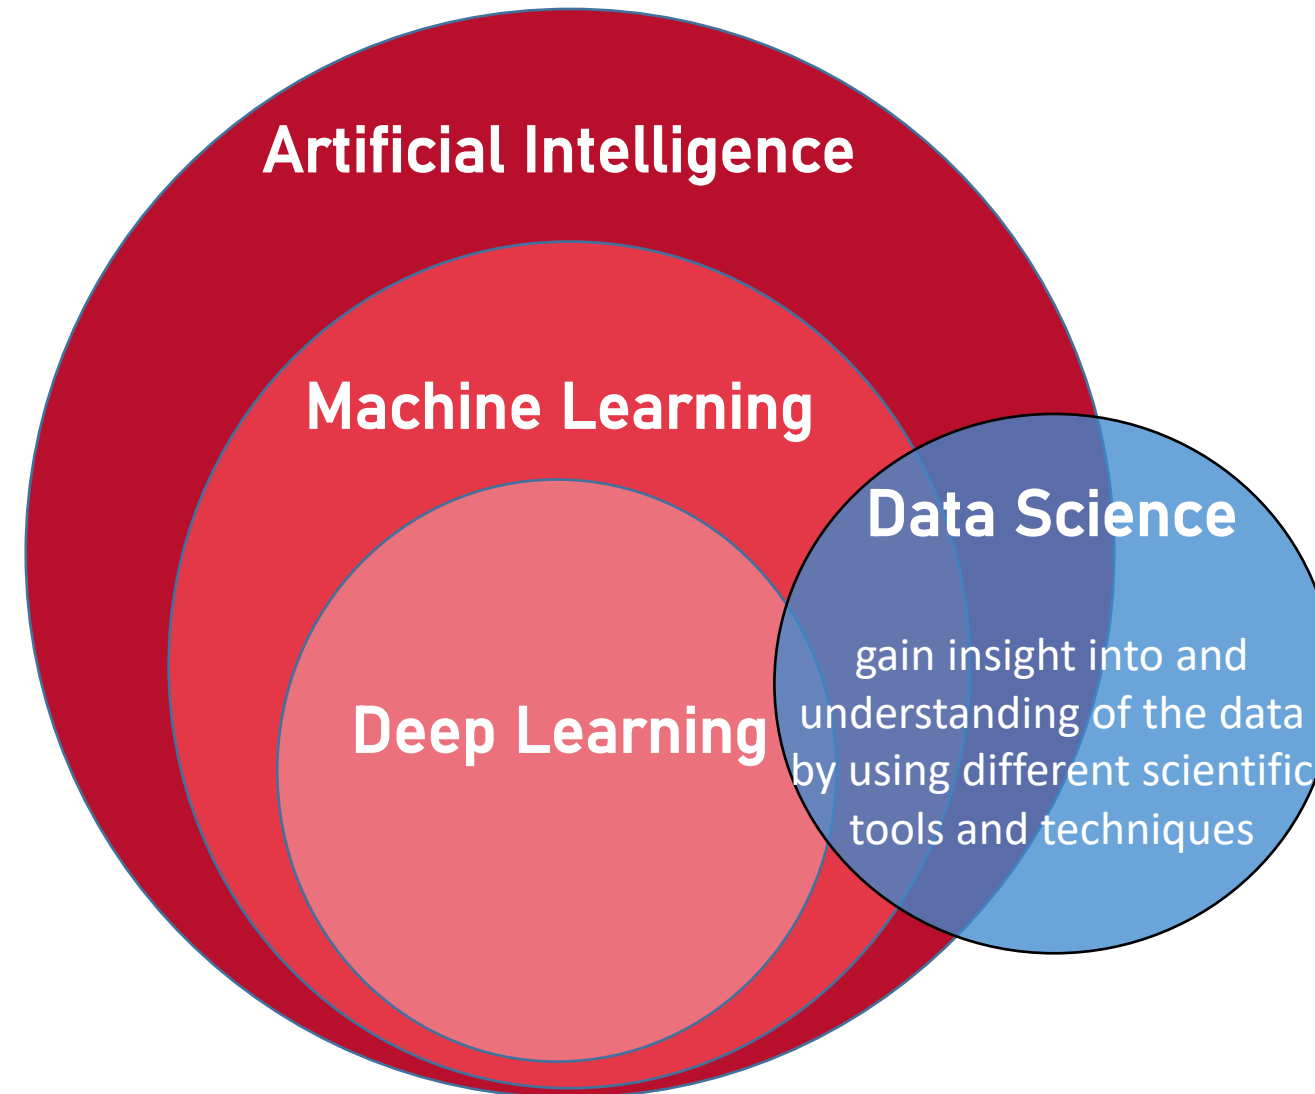 Artificial Intelligence
Machine Learning
Deep Learning
Data Science
gain insight into and
understanding of the data
by using different scientific
tools and techniques